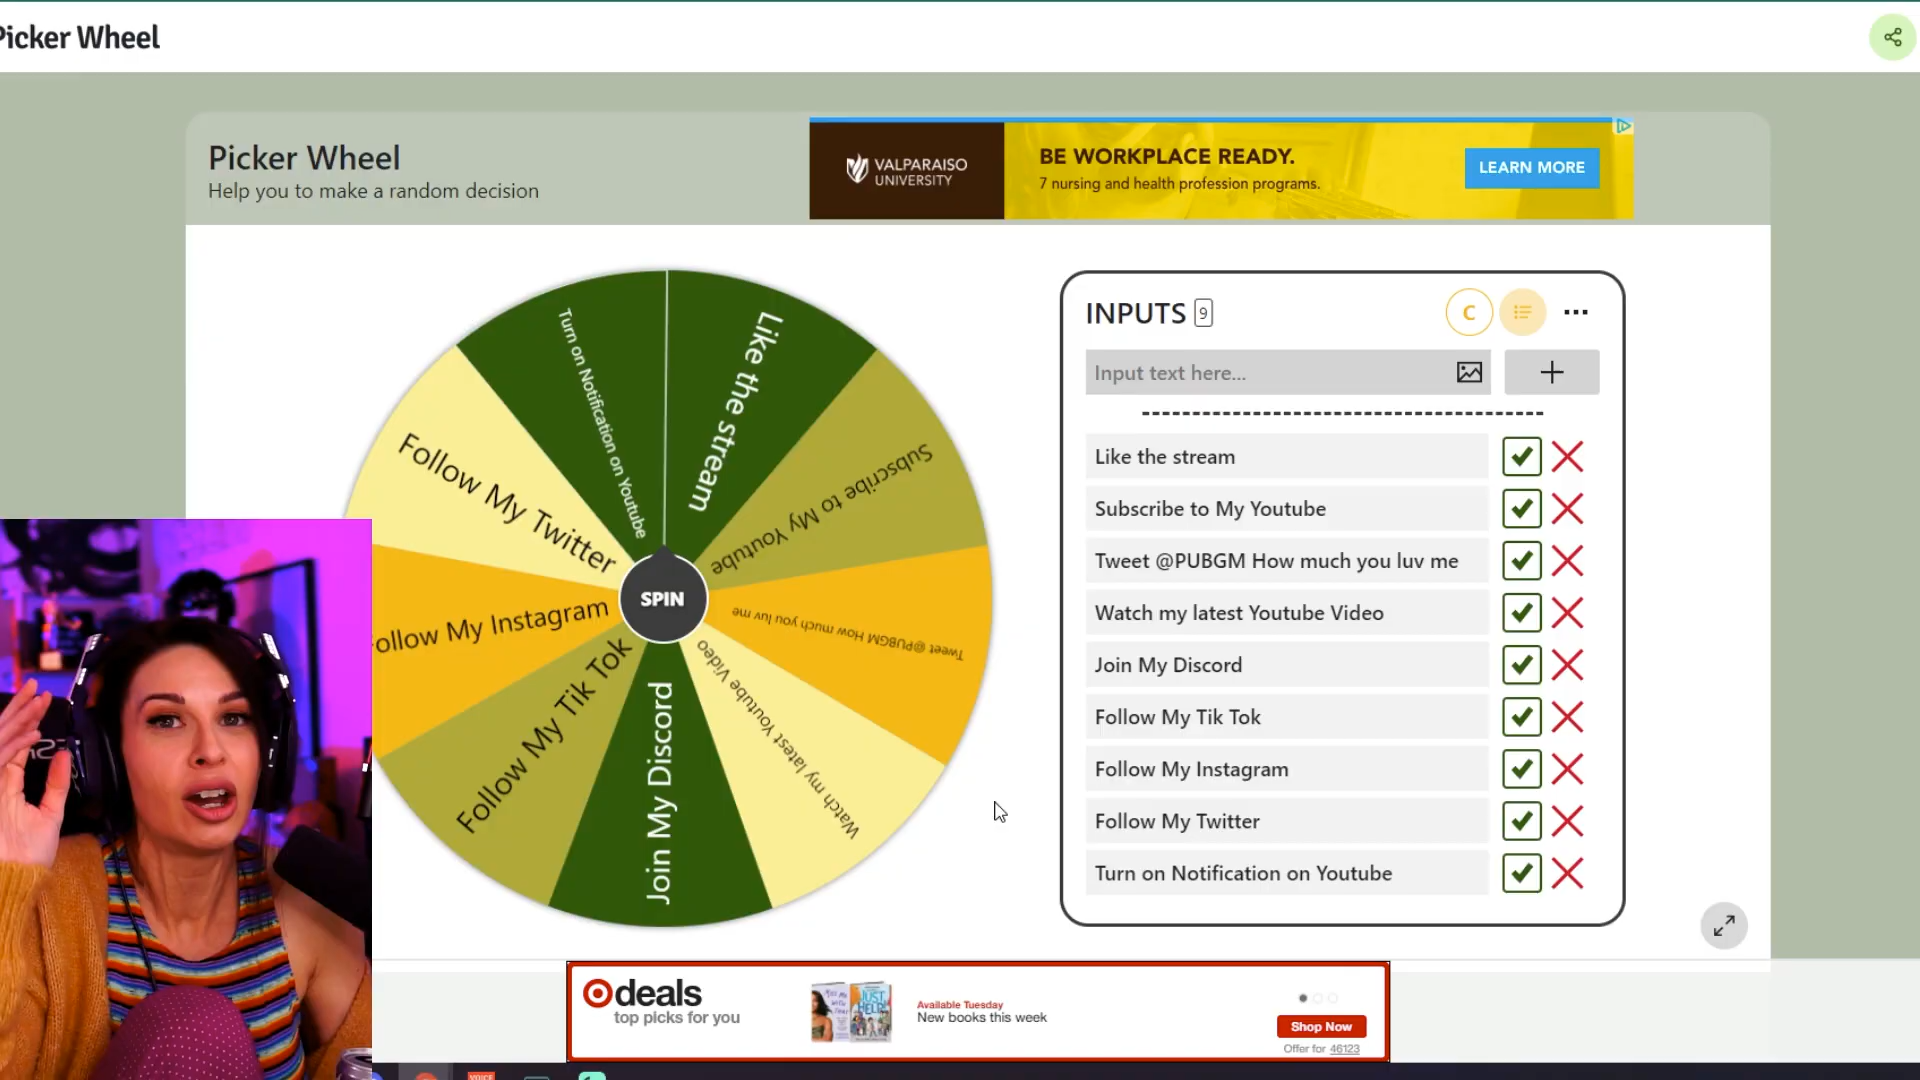 Picker Wheel
Picker Wheel
Help you to make a random decision
VALPARAISO
UNIVERSITY
BE WORKPLACE READY.
7 nursing and health profession programs.
LEARN MORE
Like the stream
Subscribe to My Youtube
Tweet @PUBGM How much you luv me
Watch my latest Youtube Video
Join My Discord
Follow My Tik Tok
Follow My Instagram
Follow My Twitter
Turn on Notification on Youtube
SPIN
INPUTS 9
C
Input text here...
Like the stream
Subscribe to My Youtube
Tweet @PUBGM How much you luv me
Watch my latest Youtube Video
Join My Discord
Follow My Tik Tok
Follow My Instagram
Follow My Twitter
Turn on Notification on Youtube
deals
top picks for you
JUST
HELP!
Available Tuesday
New books this week
Shop Now
Offer for 46123
VOICE